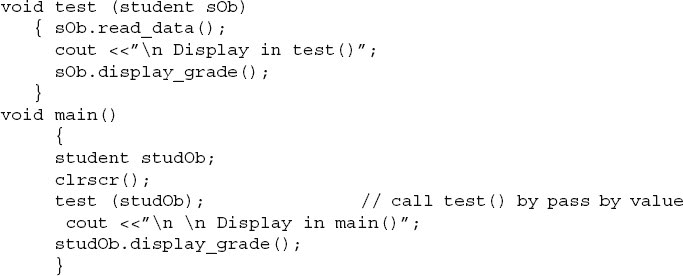 void test (student sOb)
{ sOb.read_data();
cout <<”\n Display in test()”;
sOb.display_grade();
}
void main()
{
student studOb;
clrscr();
test (studOb); // call test() by pass by value
cout <<”\n \n Display in main()”;
studOb.display_grade();
}